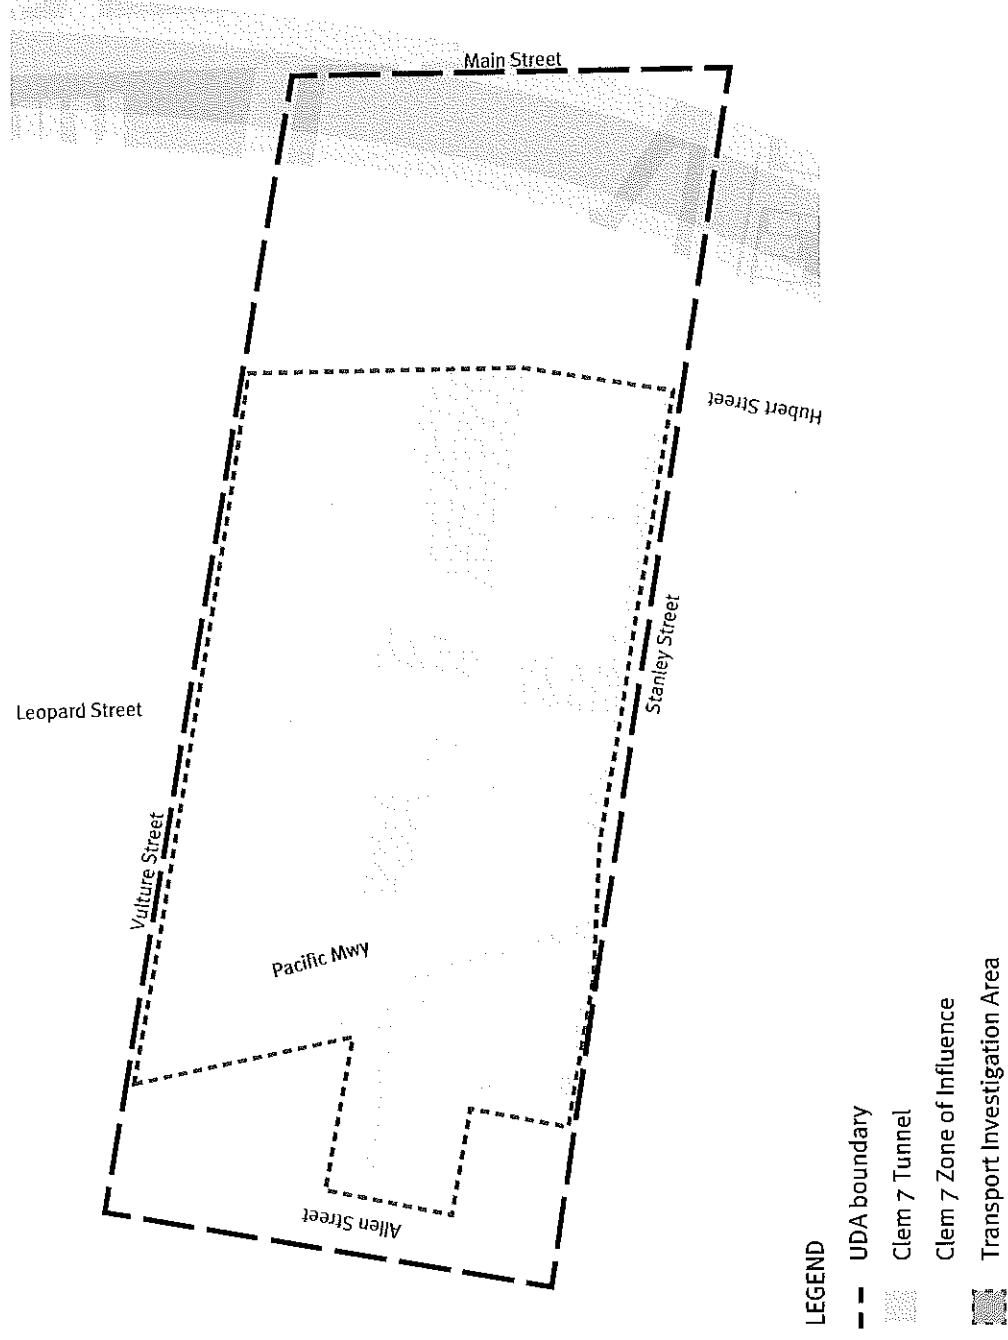 Main Street
Hubert Street
Stanley Street
Leopard Street
Vulture Street
Pacific Mwy
Allen Street
LEGEND
UDA boundary
Clem 7 Tunnel
Clem 7 Zone of Influence
Transport Investigation Area